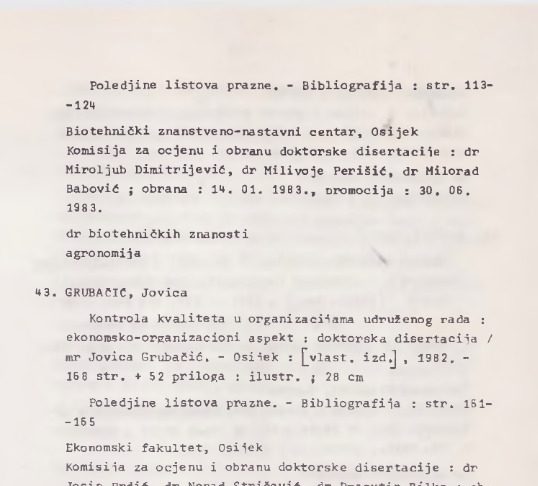 Poledjine listova prazne. - Bibliografija : str. 113-
-124
Biotehnički znanstveno-nastavni centar, Osijek
Komisija za ocjenu i obranu doktorske disertacije : dr
Miroljub Dimitrijević, dr Milivoje Perišić, dr Milorad
Babović ; obrana : 14. 01. 1983., promocija : 30. 06.
1983.
dr biotehničkih znanosti
agronomija
43. GRUBAČIĆ, Jovica
Kontrola kvaliteta u organizacijama udruženog rada :
ekonomsko-organizacioni aspekt : doktorska disertacija /
mr Jovica Grubačić. - Osijek : [vlast. izd.] , 1982. -
168 str. + 52 priloga : ilustr. ; 28 cm
Poledjine listova prazne. - Bibliografija : str. 161-
-165
Ekonomski fakultet, Osijek
Komisija za ocjenu i obranu doktorske disertacije : dr